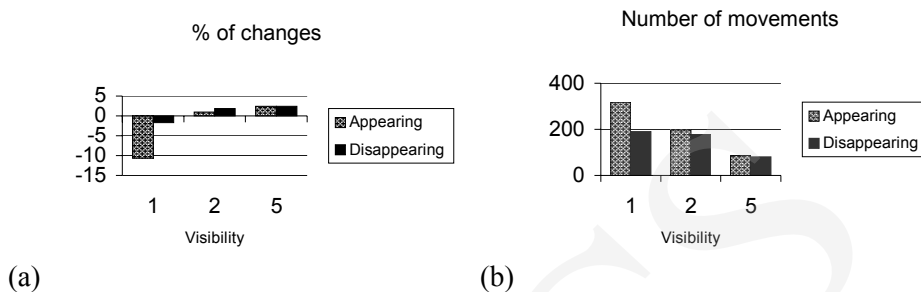 % of changes
5
0
-5
-10
-15
1 2 5
Visibility
Appearing
Disappearing
(a)
Number of movements
400
200
0
1 2 5
Visibility
Appearing
Disappearing
(b)